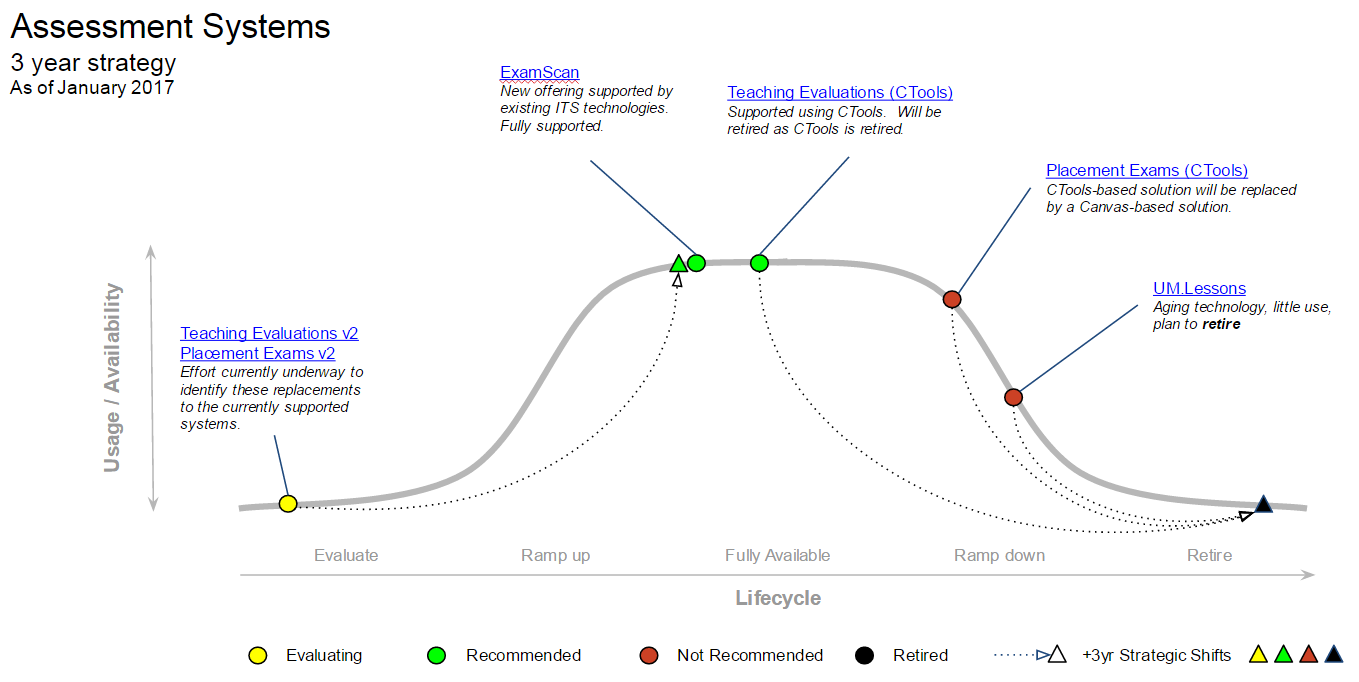 Assessment Systems
3 year strategy
As of January 2017
ExamScan
New offering supported by
existing ITS technologies.
Fully supported.
Teaching Evaluations (CTools)
Supported using CTools.  Will be
retired as CTools is retired.
Placement Exams (CTools)
CTools-based solution will be replaced
by a Canvas-based solution.
UM.Lessons
Aging technology, little use,
plan to retire
Teaching Evaluations v2
Placement Exams v2
Effort currently underway to
identify these replacements
to the currently supported
systems.
Usage / Availability
Evaluate
Ramp up
Fully Available
Ramp down
Retire
Lifecycle
Evaluating
Recommended
Not Recommended
Retired
+3yr Strategic Shifts